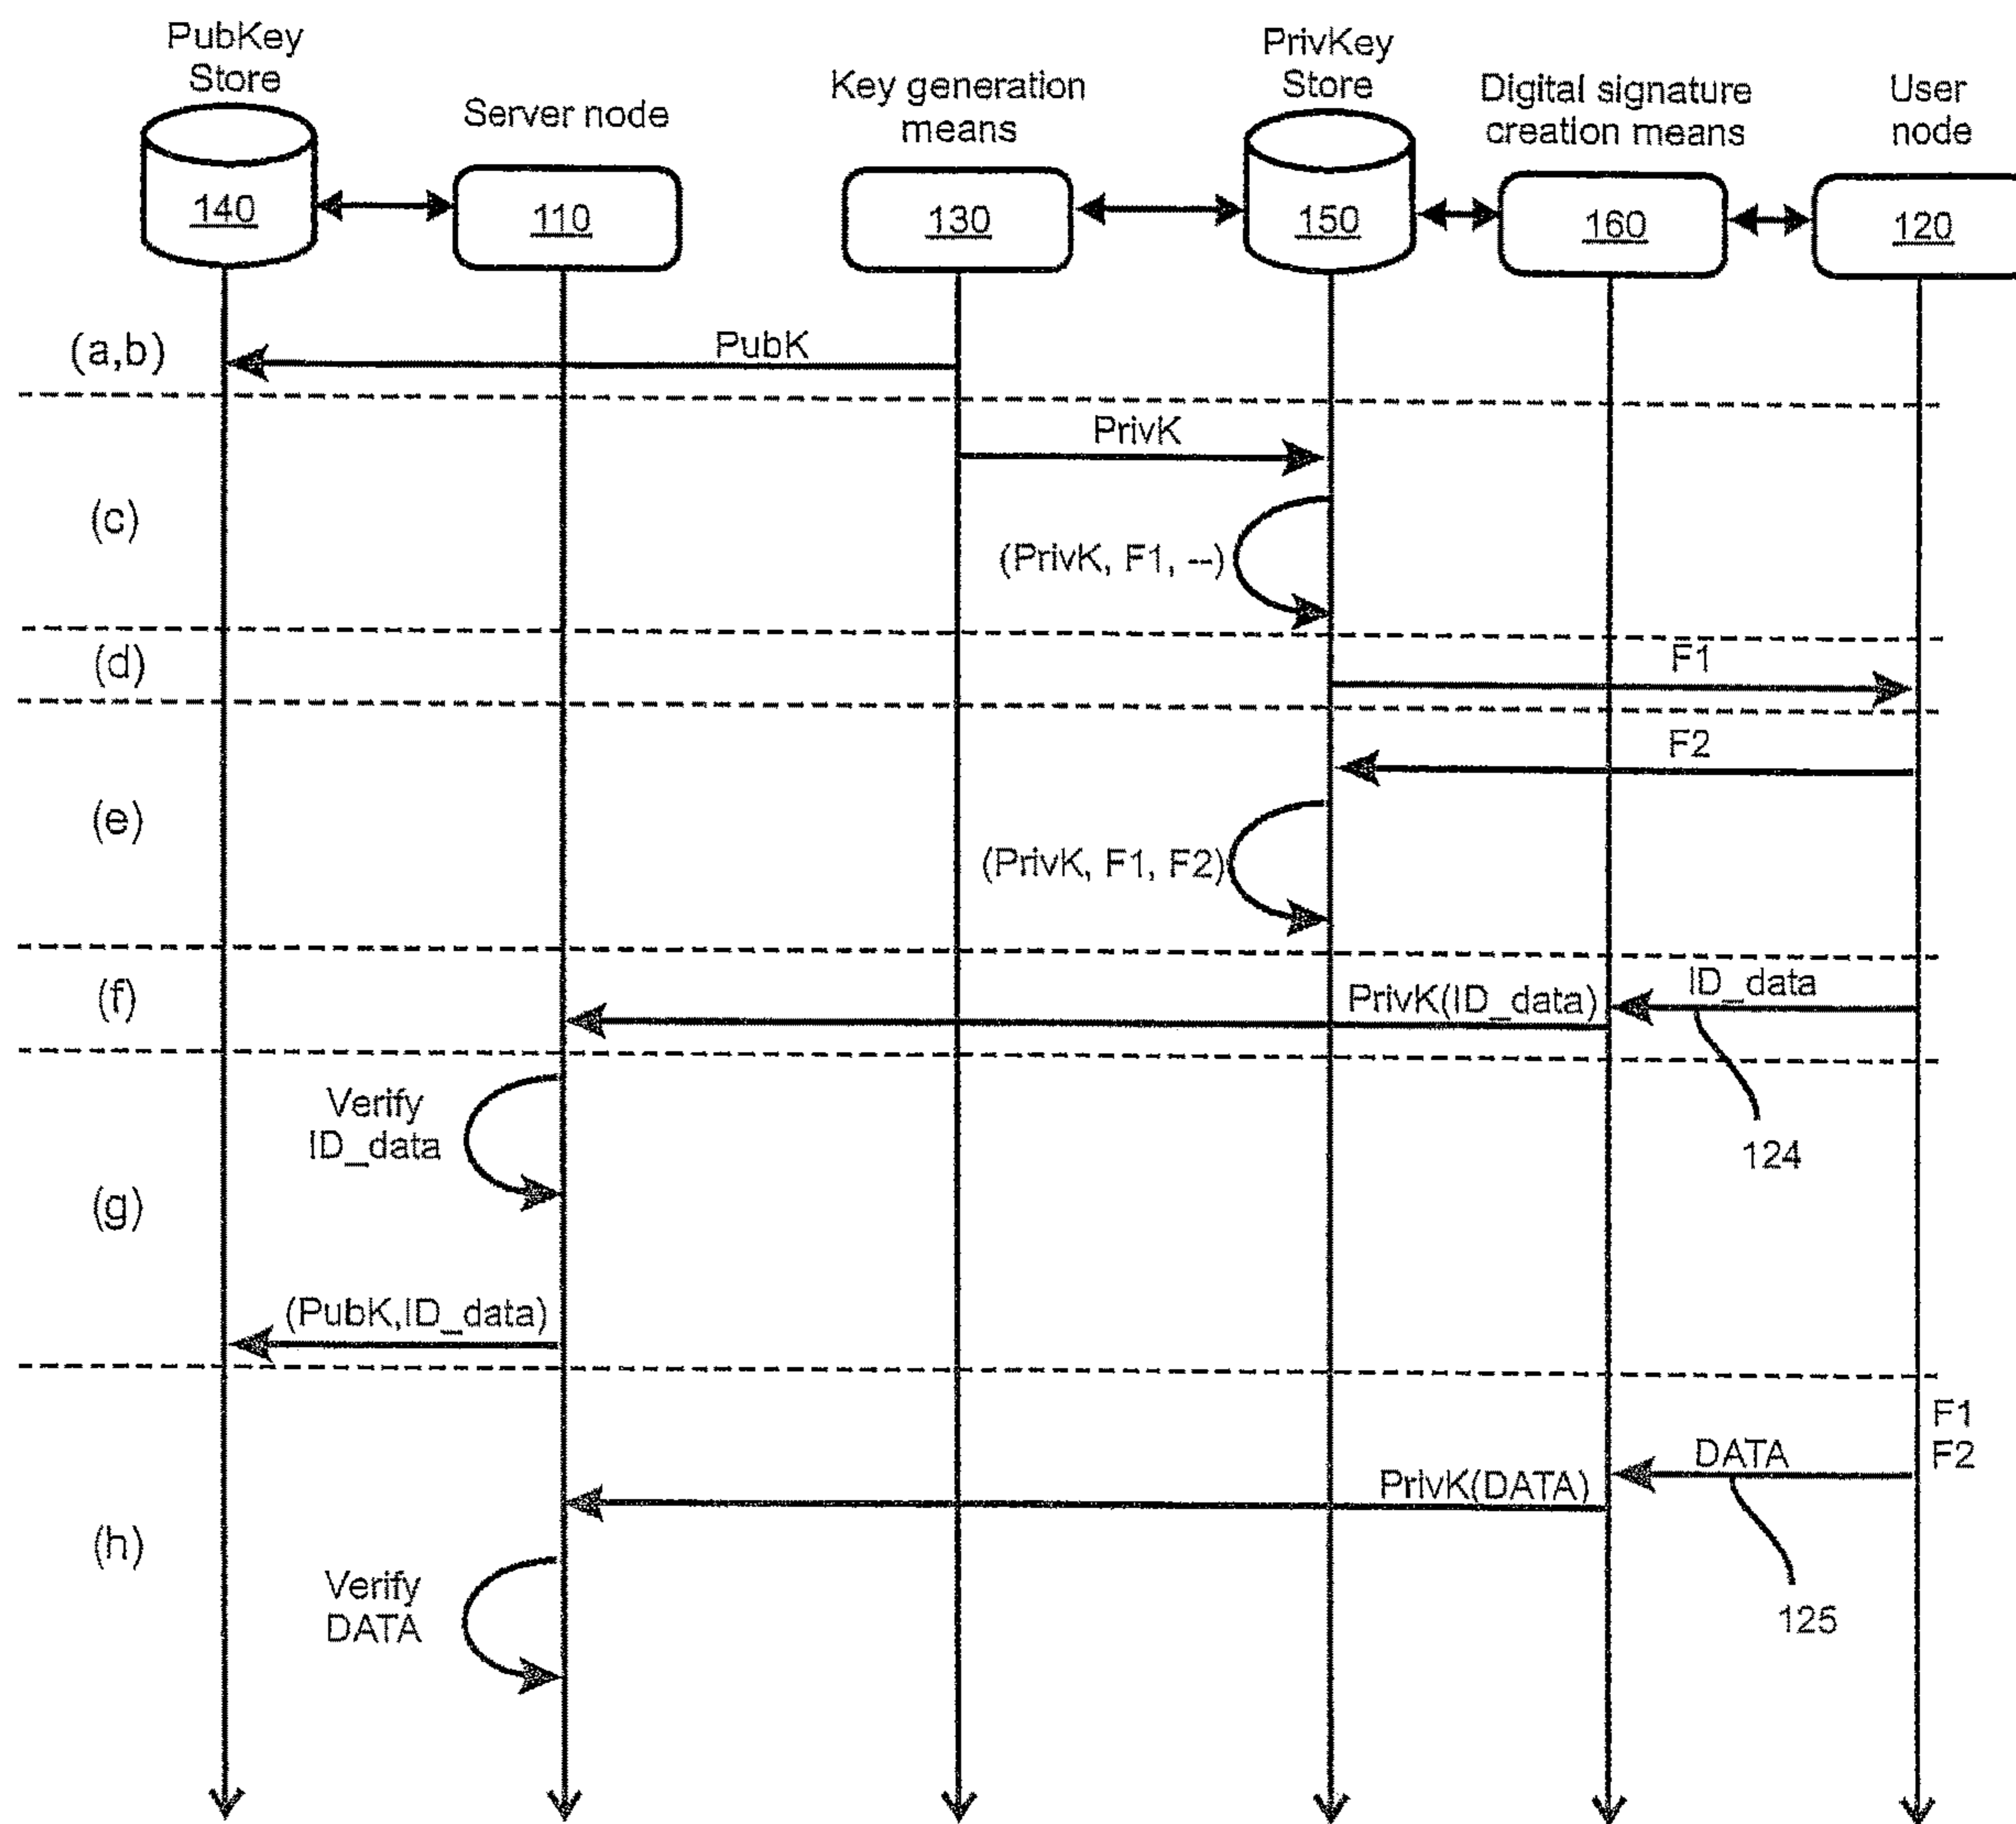 PubKey
Store
Server node
Key generation
means
PrivKey
Store
Digital signature
creation means
User
node
140
110
130
150
160
120
(a,b)
PubK
PrivK
(c)
(PrivK, F1, --)
(d)
F1
F2
(e)
(PrivK, F1, F2)
(f)
PrivK(ID_data)
ID_data
124
Verify
ID_data
(g)
(PubK,ID_data)
F1
F2
DATA
PrivK(DATA)
125
(h)
Verify
DATA